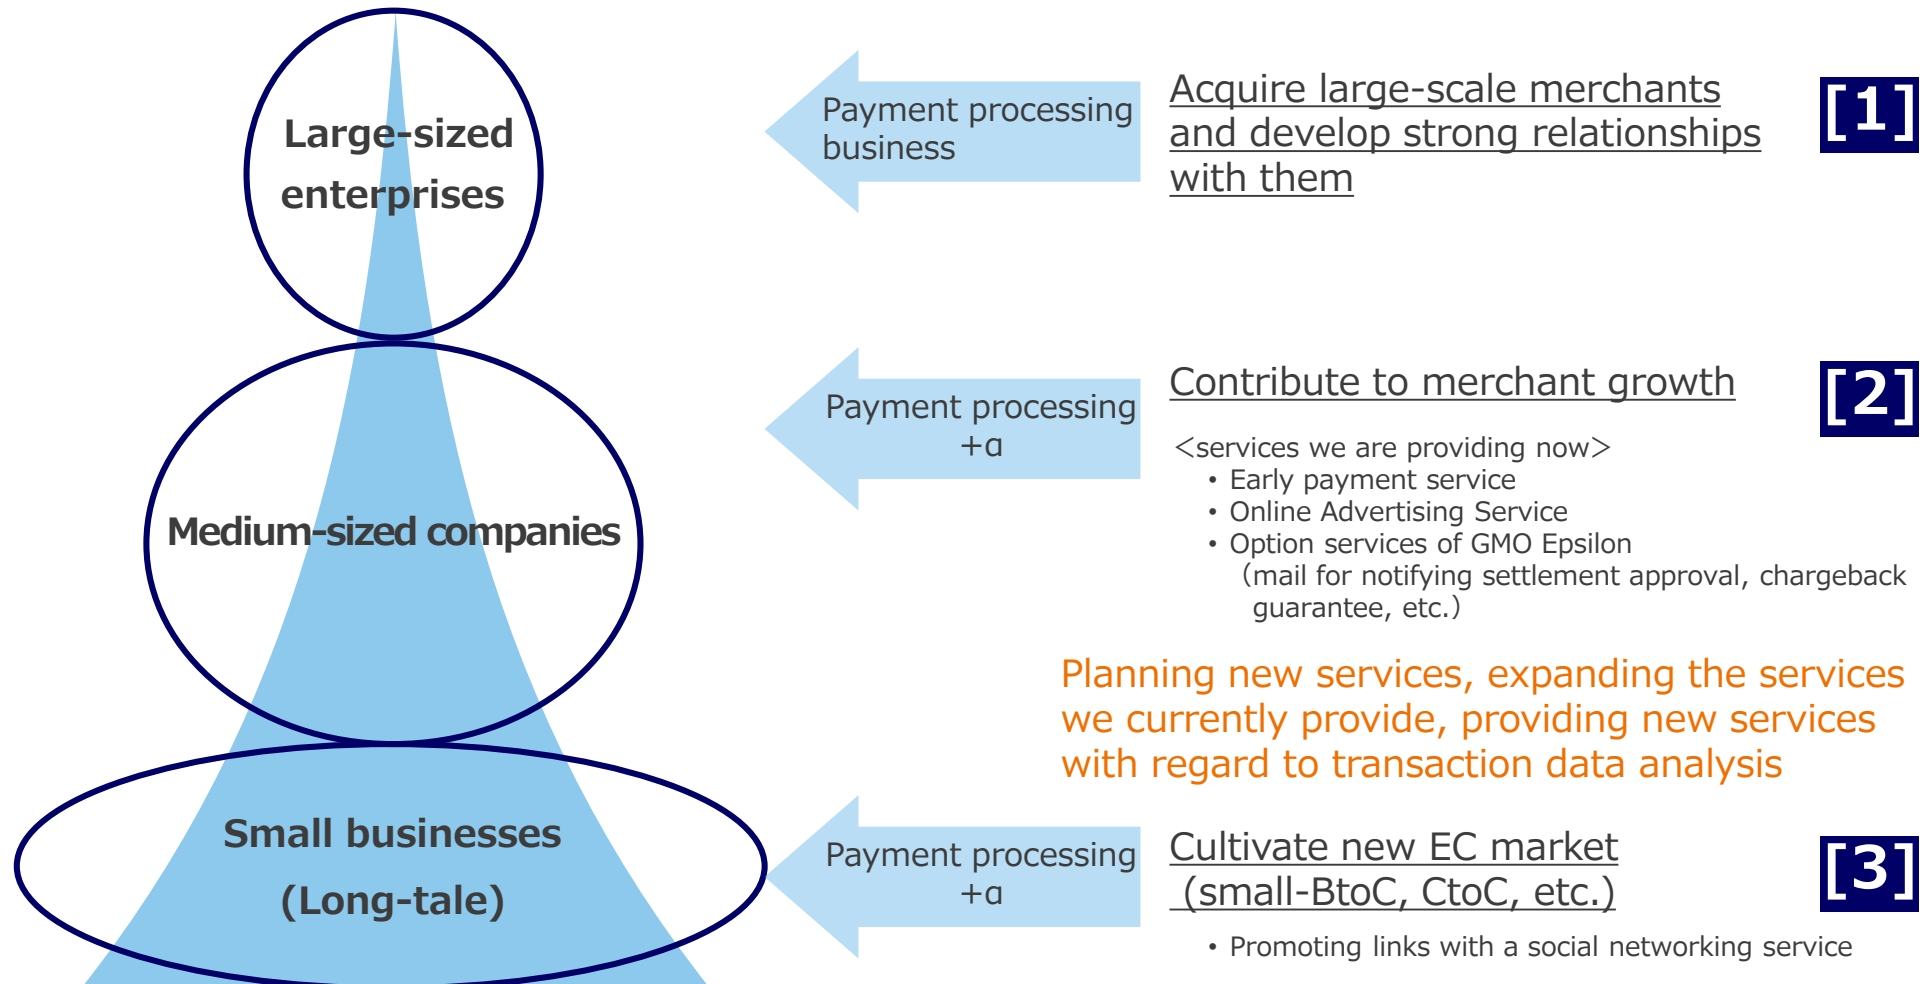 Large-sized
enterprises
Payment processing
business
Acquire large-scale merchants
and develop strong relationships
with them
[1]
Medium-sized companies
Payment processing
+α
Contribute to merchant growth
[2]
<services we are providing now>
・Early payment service
・Online Advertising Service
・Option services of GMO Epsilon
（mail for notifying settlement approval, chargeback
guarantee, etc.）
Planning new services, expanding the services
we currently provide, providing new services
with regard to transaction data analysis
Small businesses
(Long-tale)
Payment processing
+α
Cultivate new EC market
(small-BtoC, CtoC, etc.)
[3]
・Promoting links with a social networking service